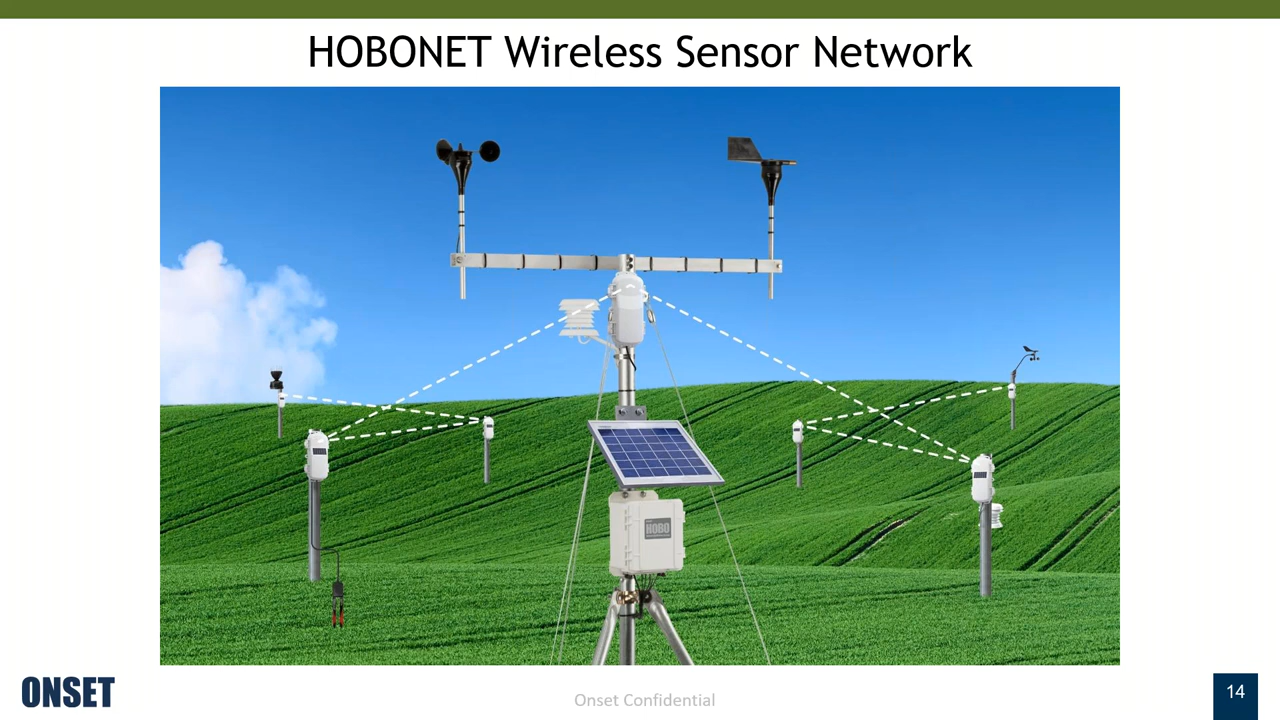 HOBONET Wireless Sensor Network
HOBO
ONSET
Onset Confidential
14